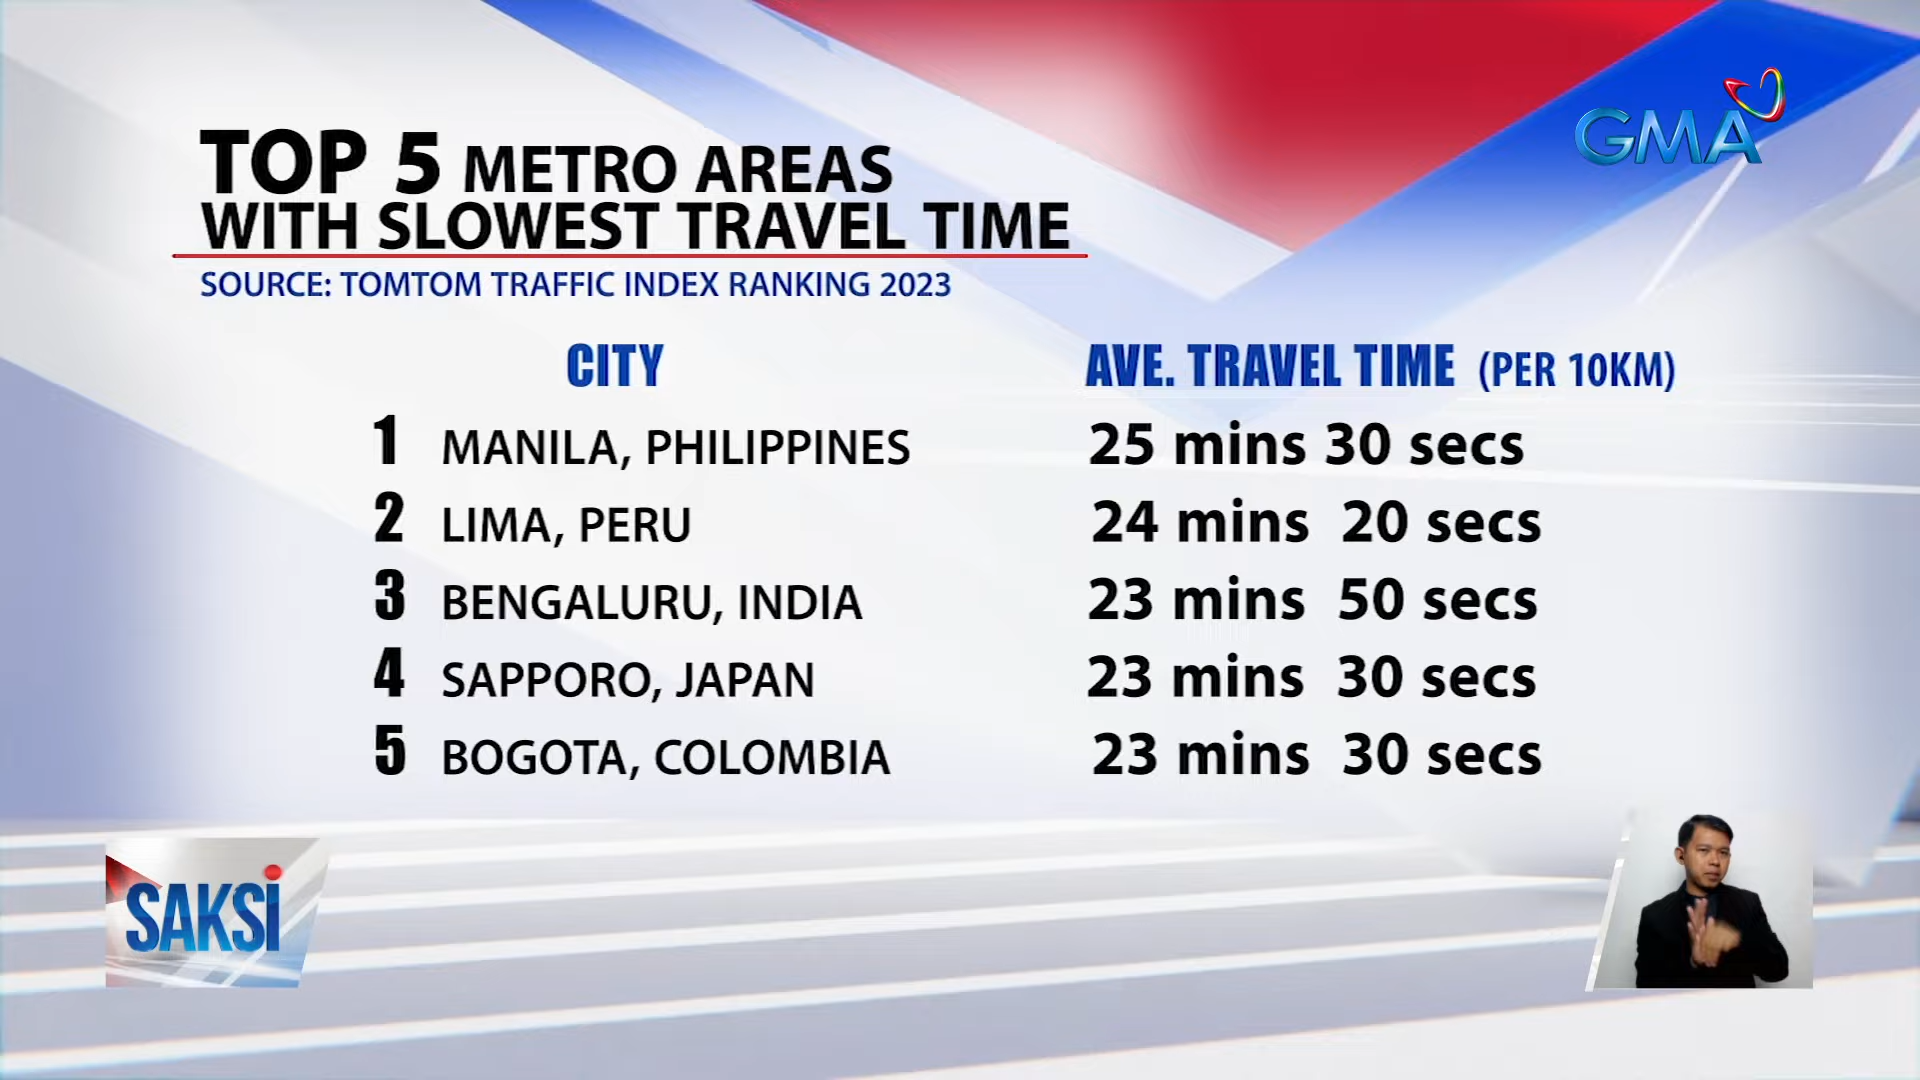 TOP 5 METRO AREAS
WITH SLOWEST TRAVEL TIME
SOURCE: TOMTOM TRAFFIC INDEX RANKING 2023
GMA
CITY AVE. TRAVEL TIME (PER 10KM)
1 MANILA, PHILIPPINES 25 mins 30 secs
2 LIMA, PERU 24 mins 20 secs
3 BENGALURU, INDIA 23 mins 50 secs
4 SAPPORO, JAPAN 23 mins 30 secs
5 BOGOTA, COLOMBIA 23 mins 30 secs
SAKSi